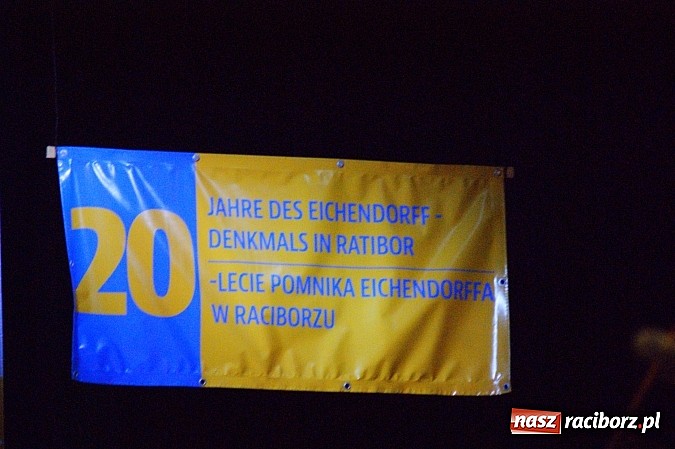 20
JAHRE DES EICHENDORFF -
DENKMALS IN RATIBOR
-LECIE POMNIKA EICHENDORFFA
W RACIBORZU
nasz raciborz.pl